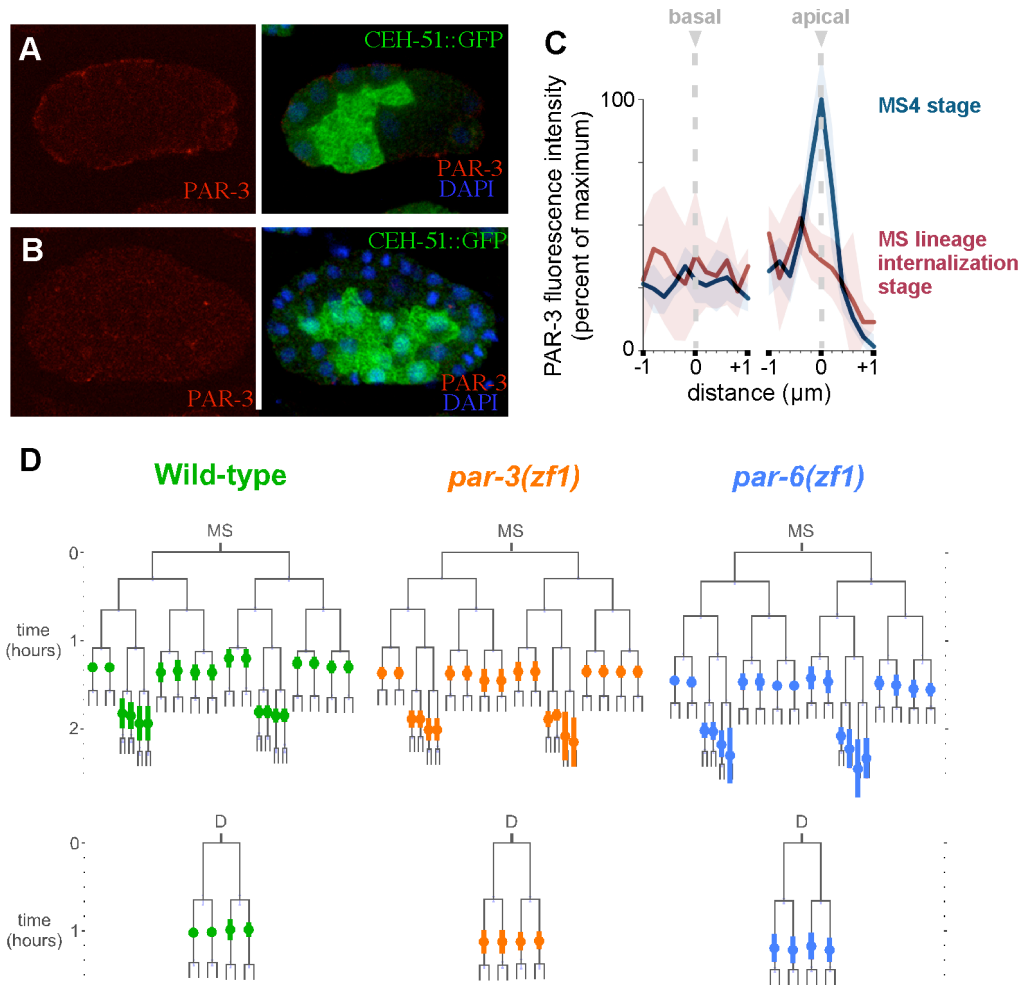 A
CEH-51::GFP
PAR-3
PAR-3
DAPI
B
CEH-51::GFP
PAR-3
PAR-3
DAPI
C
basal
apical
PAR-3 fluorescence intensity
(percent of maximum)
100
0
-1
0
+1
-1
0
+1
distance (µm)
MS4 stage
MS lineage
internalization
stage
D
Wild-type
par-3(zf1)
par-6(zf1)
MS
MS
MS
0
time
(hours)
1
2
D
D
D
0
time
(hours)
1